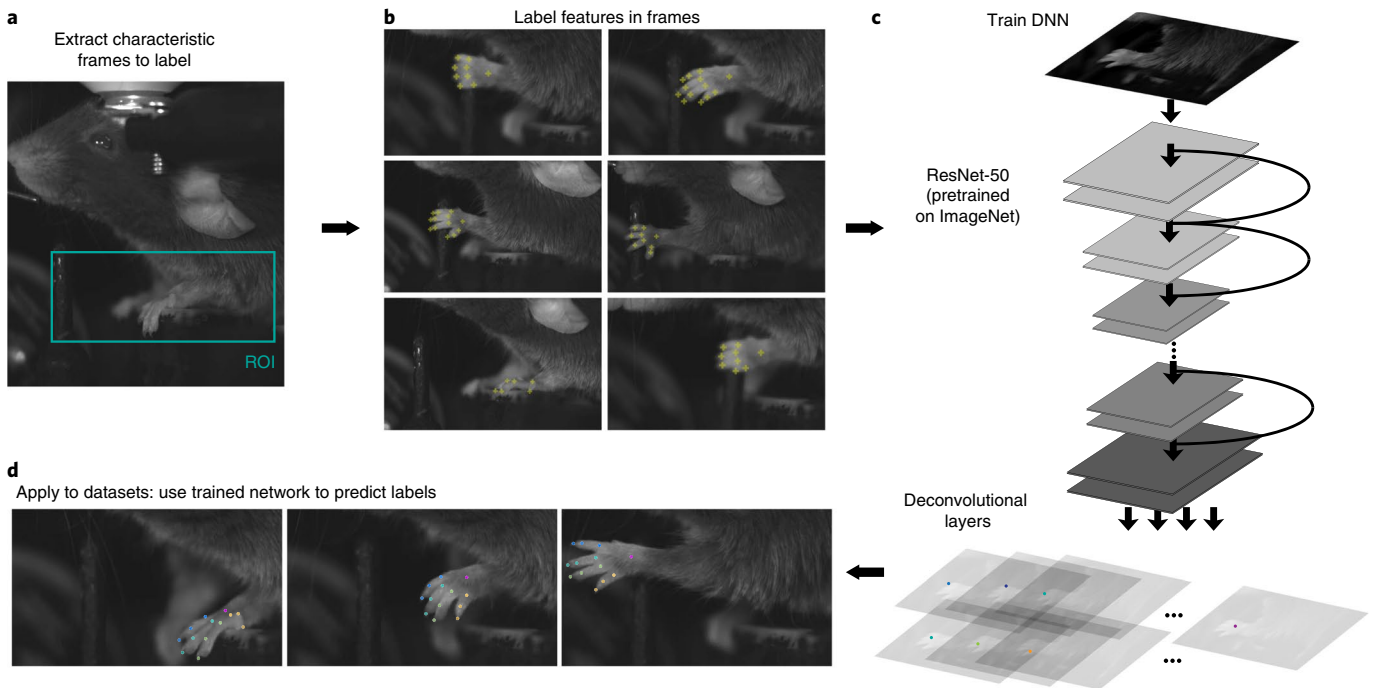 a
Extract characteristic
frames to label
ROI
b
Label features in frames
c
Train DNN
ResNet-50
(pretrained
on ImageNet)
Deconvolutional
layers
d
Apply to datasets: use trained network to predict labels